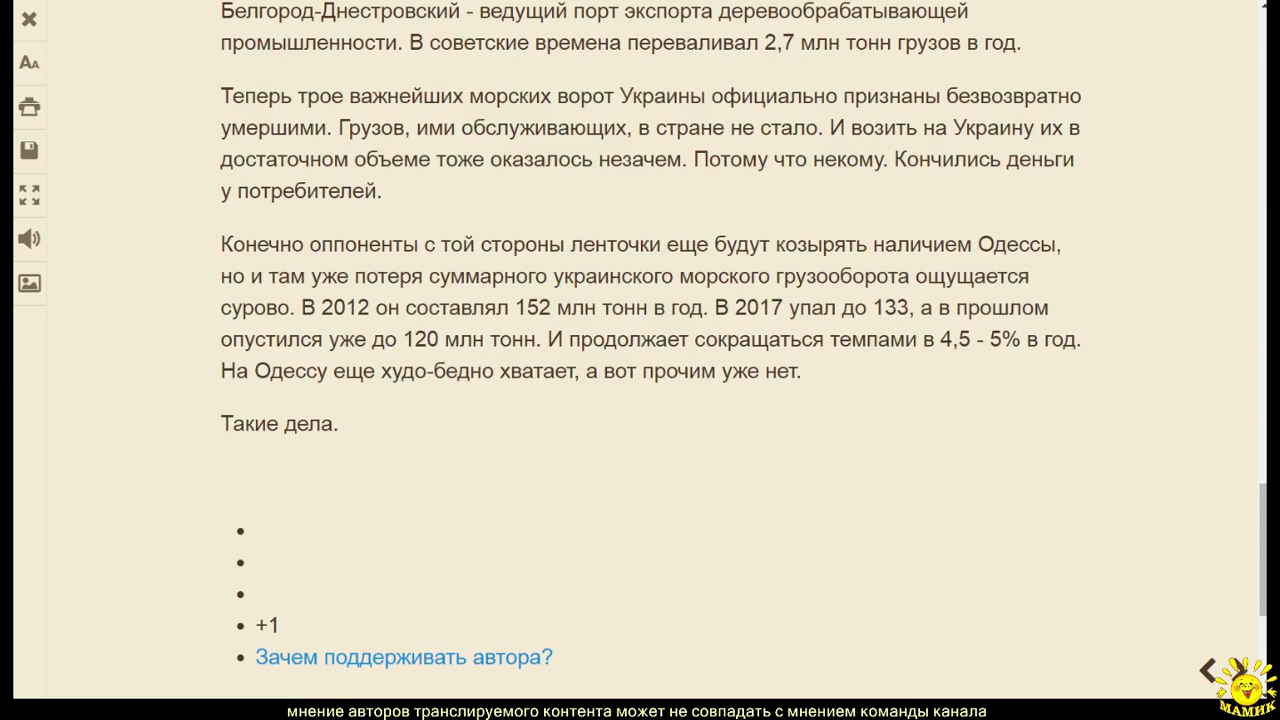 Белгород-Днестровский - ведущий порт экспорта деревообрабатывающей
промышленности. В советские времена переваливал 2,7 млн тонн грузов в год.
Теперь трое важнейших морских ворот Украины официально признаны безвозвратно
умершими. Грузов, ими обслуживающих, в стране не стало. И возить на Украину их в
достаточном объеме тоже оказалось незачем. Потому что некому. Кончились деньги
у потребителей.
Конечно оппоненты с той стороны ленточки еще будут козырять наличием Одессы,
но и там уже потеря суммарного украинского морского грузооборота ощущается
сурово. В 2012 он составлял 152 млн тонн в год. В 2017 упал до 133, а в прошлом
опустился уже до 120 млн тонн. И продолжает сокращаться темпами в 4,5 - 5% в год.
На Одессу еще худо-бедно хватает, а вот прочим уже нет.
Такие дела.
+1
Зачем поддерживать автора?
МАМИК
мнение авторов транслируемого контента может не совпадать с мнением команды канала